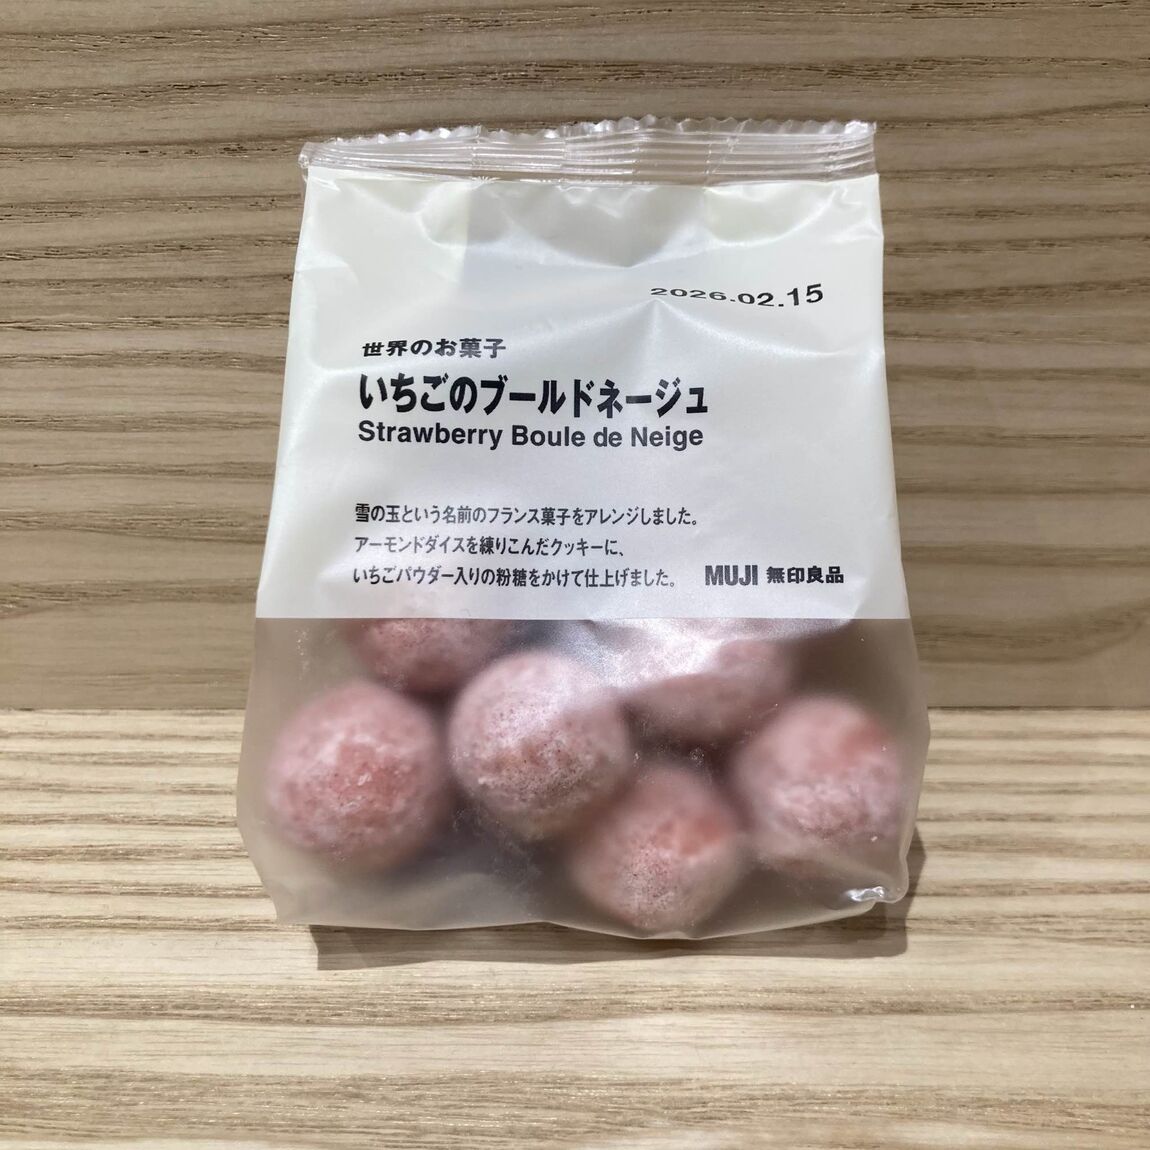 2026.02.15
世界のお菓子
いちごのブールドネージュ
Strawberry Boule de Neige
雪の玉という名前のフランス菓子をアレンジしました。
アーモンドダイスを練りこんだクッキーに、
いちごパウダー入りの粉糖をかけて仕上げました。
MUJI 無印良品